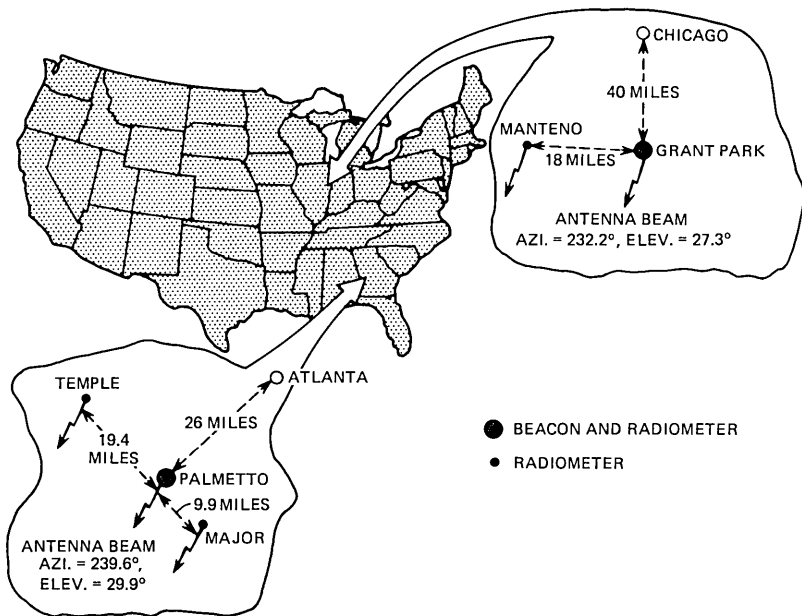 CHICAGO
40 MILES
MANTENO
18 MILES
GRANT PARK
ANTENNA BEAM
AZI. = 232.2°, ELEV. = 27.3°
ATLANTA
TEMPLE
26 MILES
19.4
MILES
PALMETTO
9.9 MILES
MAJOR
ANTENNA BEAM
AZI. = 239.6°,
ELEV. = 29.9°
BEACON AND RADIOMETER
RADIOMETER